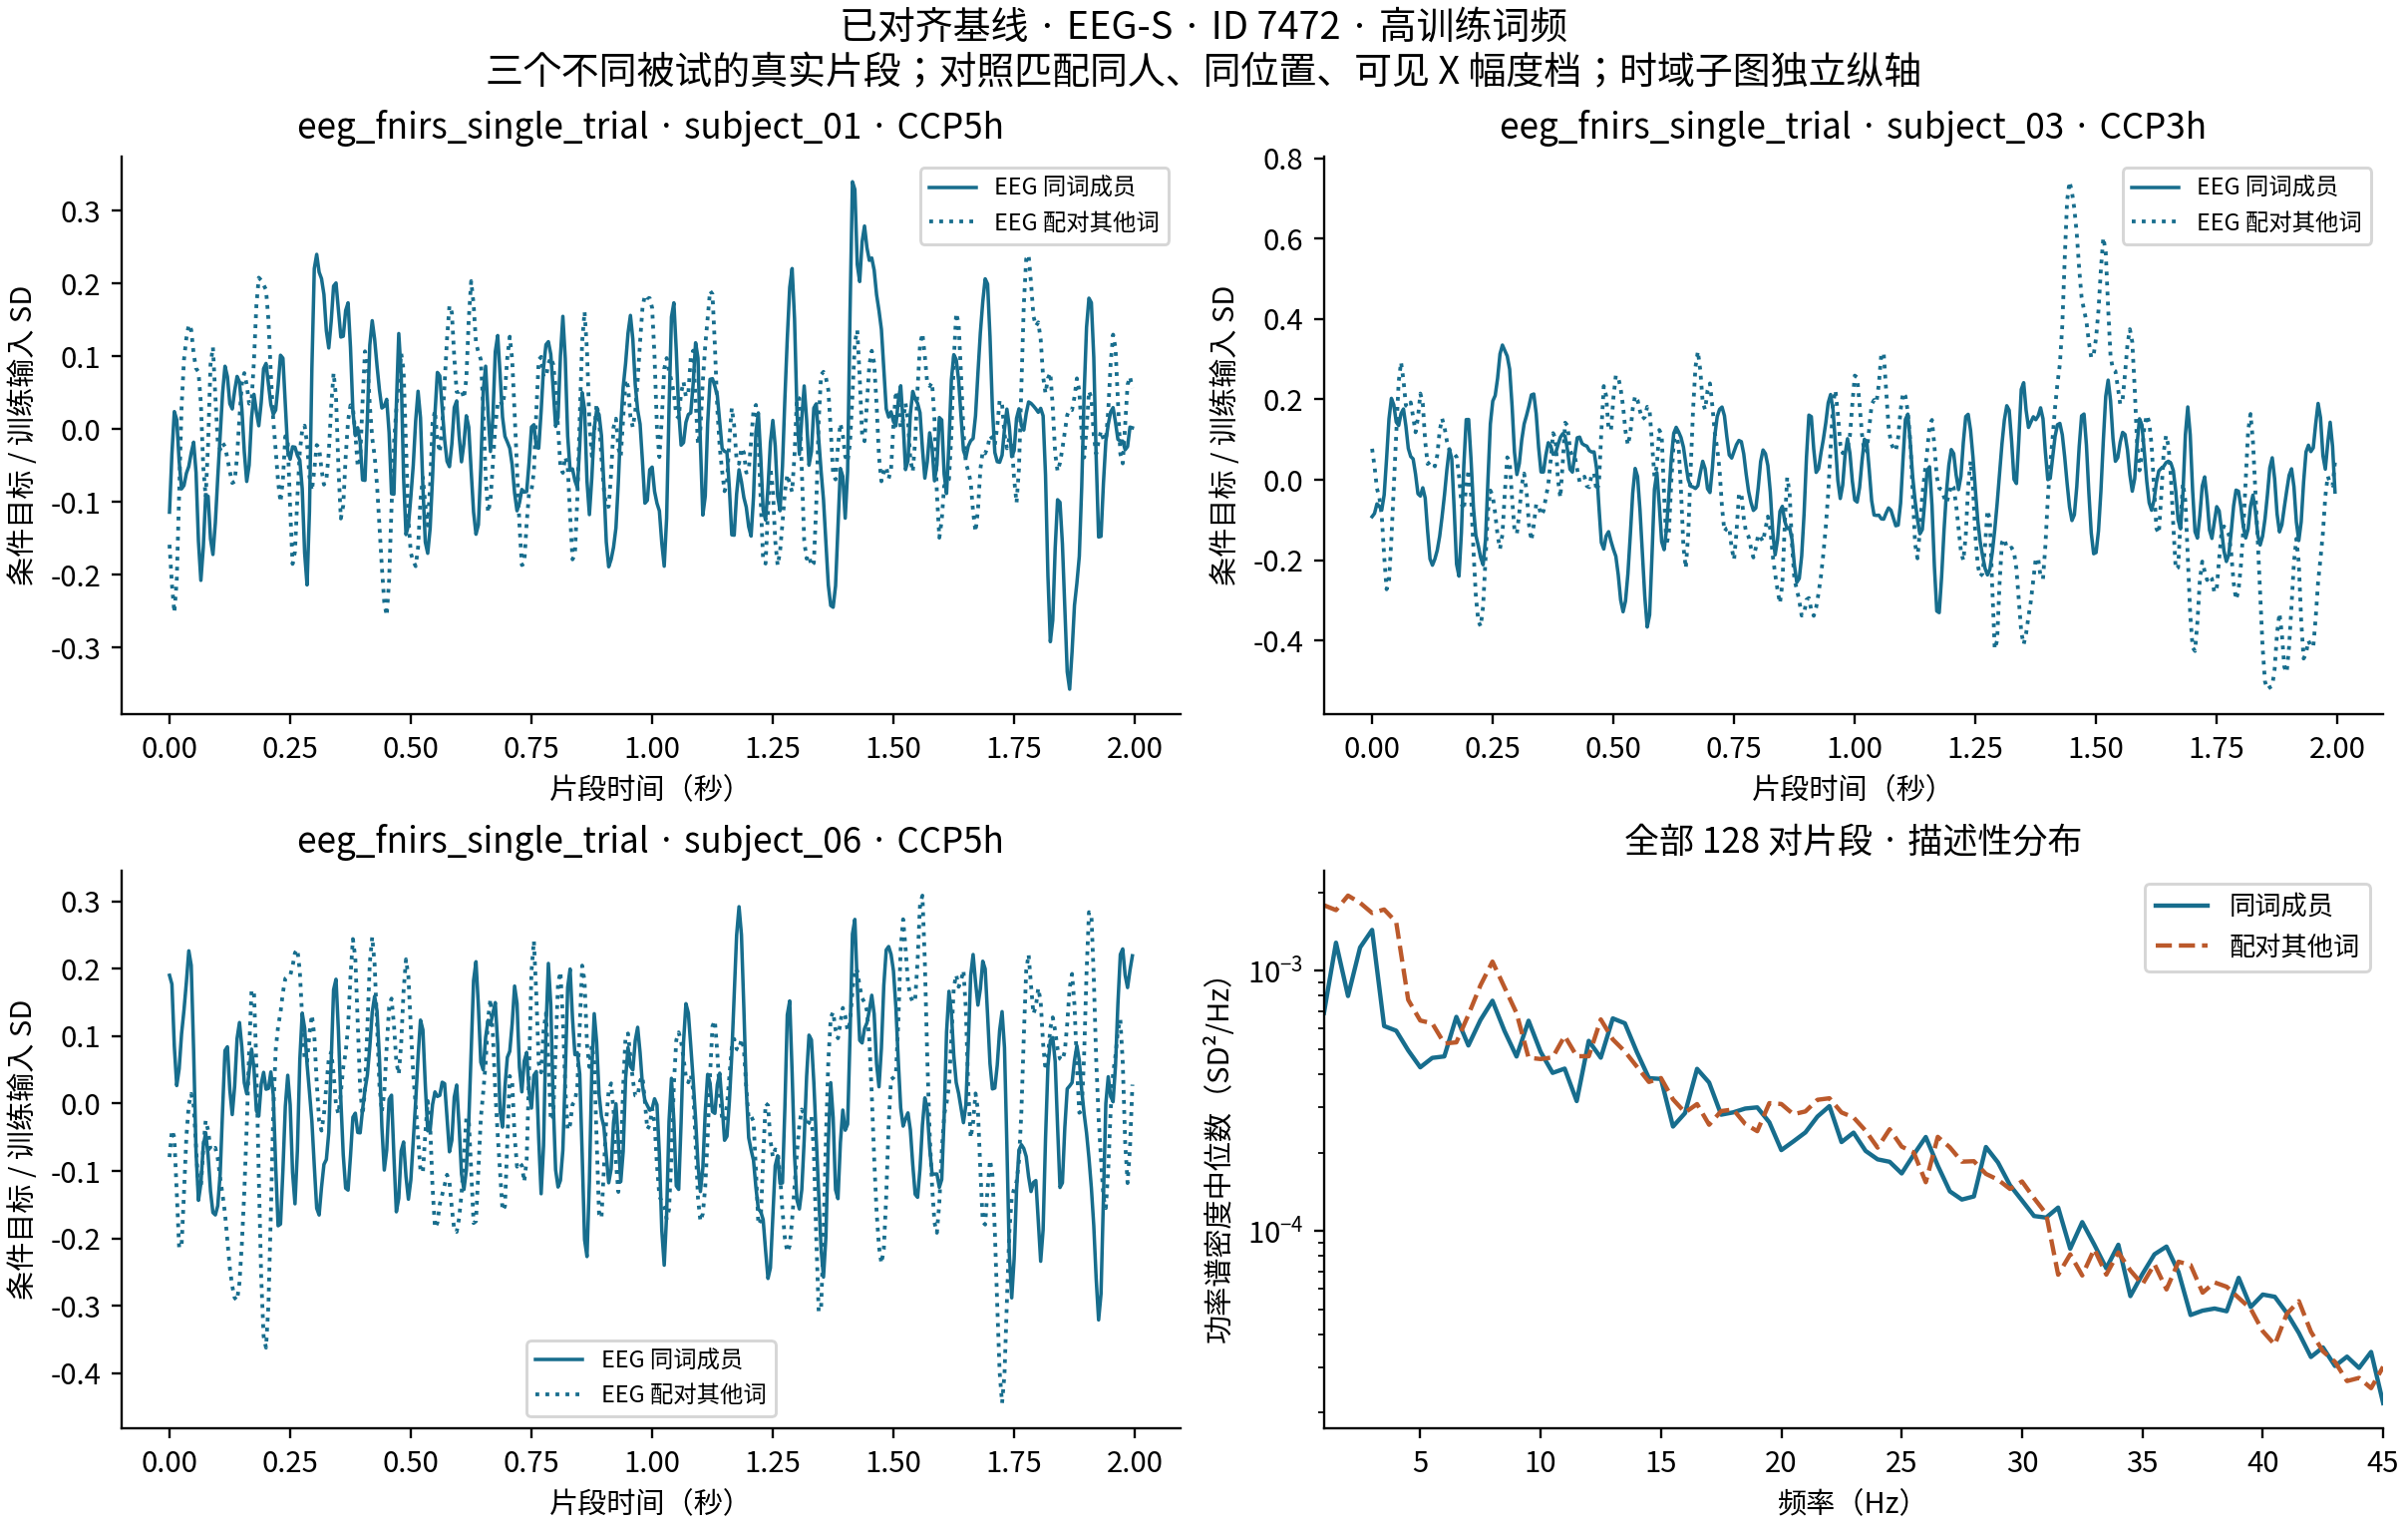 已对齐基线 · EEG-S · ID 7472 · 高训练词频
三个不同被试的真实片段；对照匹配同人、同位置、可见 X 幅度档；时域子图独立纵轴
eeg_fnirs_single_trial · subject_01 · CCP5h
条件目标 / 训练输入 SD
0.3
0.2
0.1
0.0
-0.1
-0.2
-0.3
EEG 同词成员
EEG 配对其他词
0.00 0.25 0.50 0.75 1.00 1.25 1.50 1.75 2.00
片段时间（秒）
eeg_fnirs_single_trial · subject_03 · CCP3h
条件目标 / 训练输入 SD
0.8
0.6
0.4
0.2
0.0
-0.2
-0.4
EEG 同词成员
EEG 配对其他词
0.00 0.25 0.50 0.75 1.00 1.25 1.50 1.75 2.00
片段时间（秒）
eeg_fnirs_single_trial · subject_06 · CCP5h
条件目标 / 训练输入 SD
0.3
0.2
0.1
0.0
-0.1
-0.2
-0.3
-0.4
EEG 同词成员
EEG 配对其他词
0.00 0.25 0.50 0.75 1.00 1.25 1.50 1.75 2.00
片段时间（秒）
全部 128 对片段 · 描述性分布
功率谱密度中位数（SD²/Hz）
10⁻³
10⁻⁴
同词成员
配对其他词
5 10 15 20 25 30 35 40 45
频率（Hz）